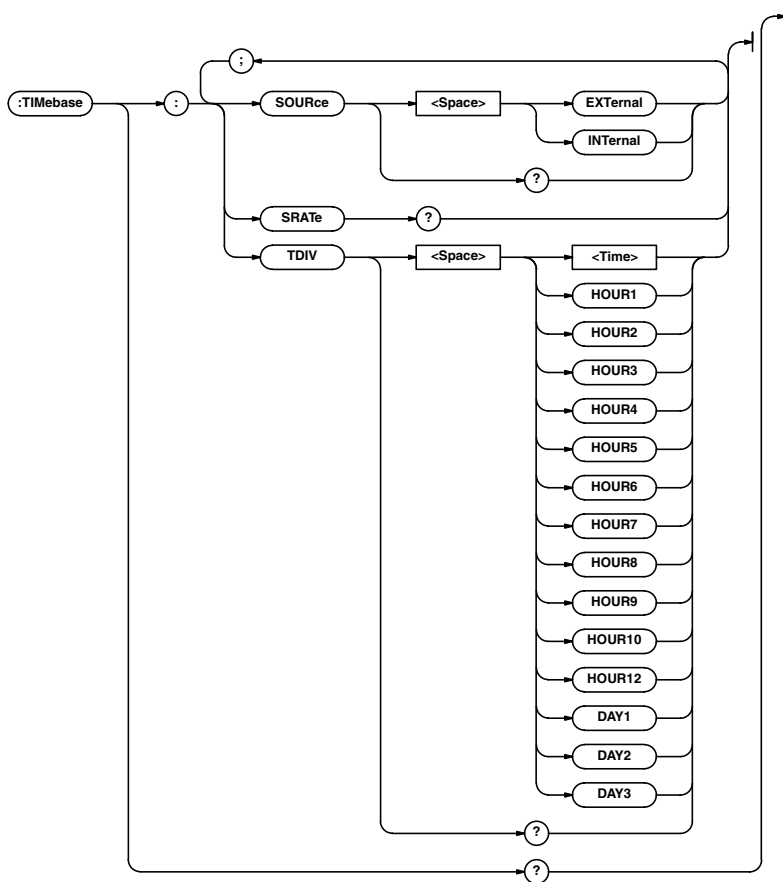 ;
:TIMebase : SOURce <Space> EXTernal
INTernal
?
SRATe ?
TDIV <Space> <Time>
HOUR1
HOUR2
HOUR3
HOUR4
HOUR5
HOUR6
HOUR7
HOUR8
HOUR9
HOUR10
HOUR12
DAY1
DAY2
DAY3
?
?